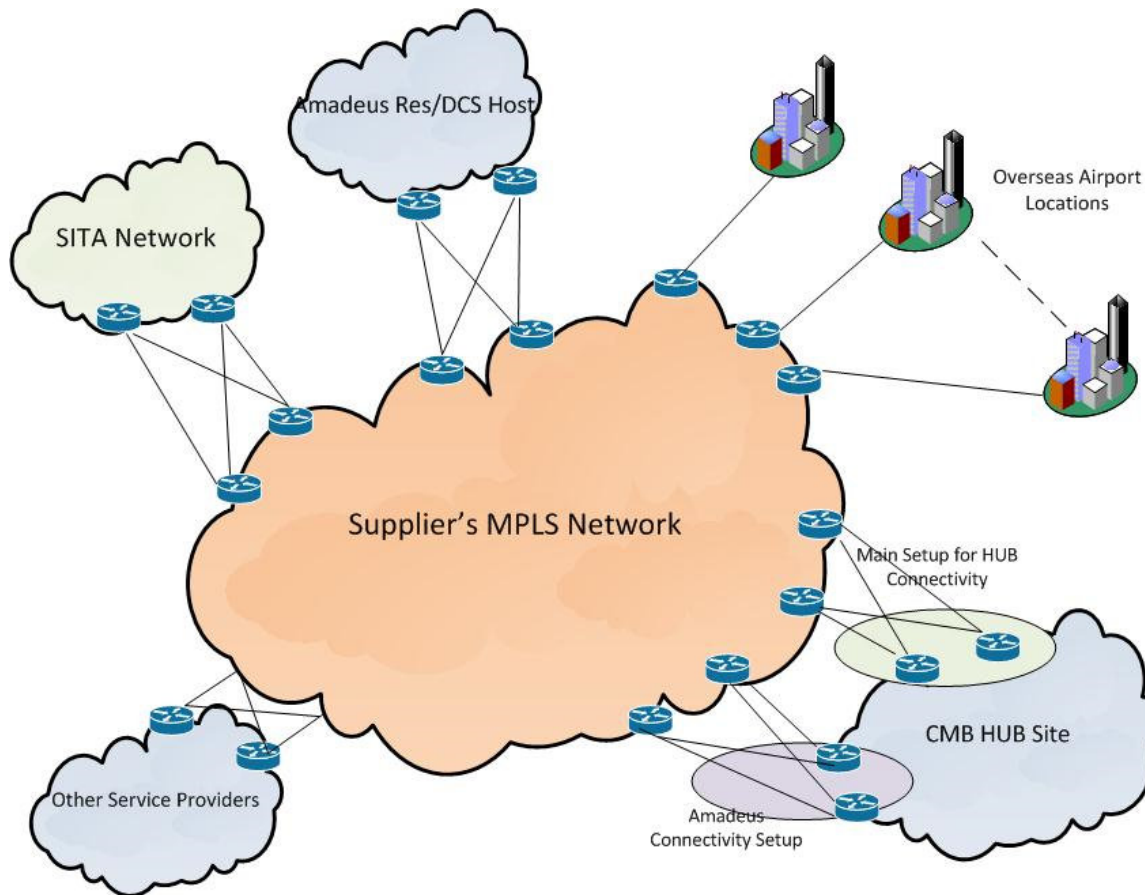 Amadeus Res/DCS Host
SITA Network
Overseas Airport
Locations
Supplier's MPLS Network
Main Setup for HUB
Connectivity
CMB HUB Site
Other Service Providers
Amadeus
Connectivity Setup